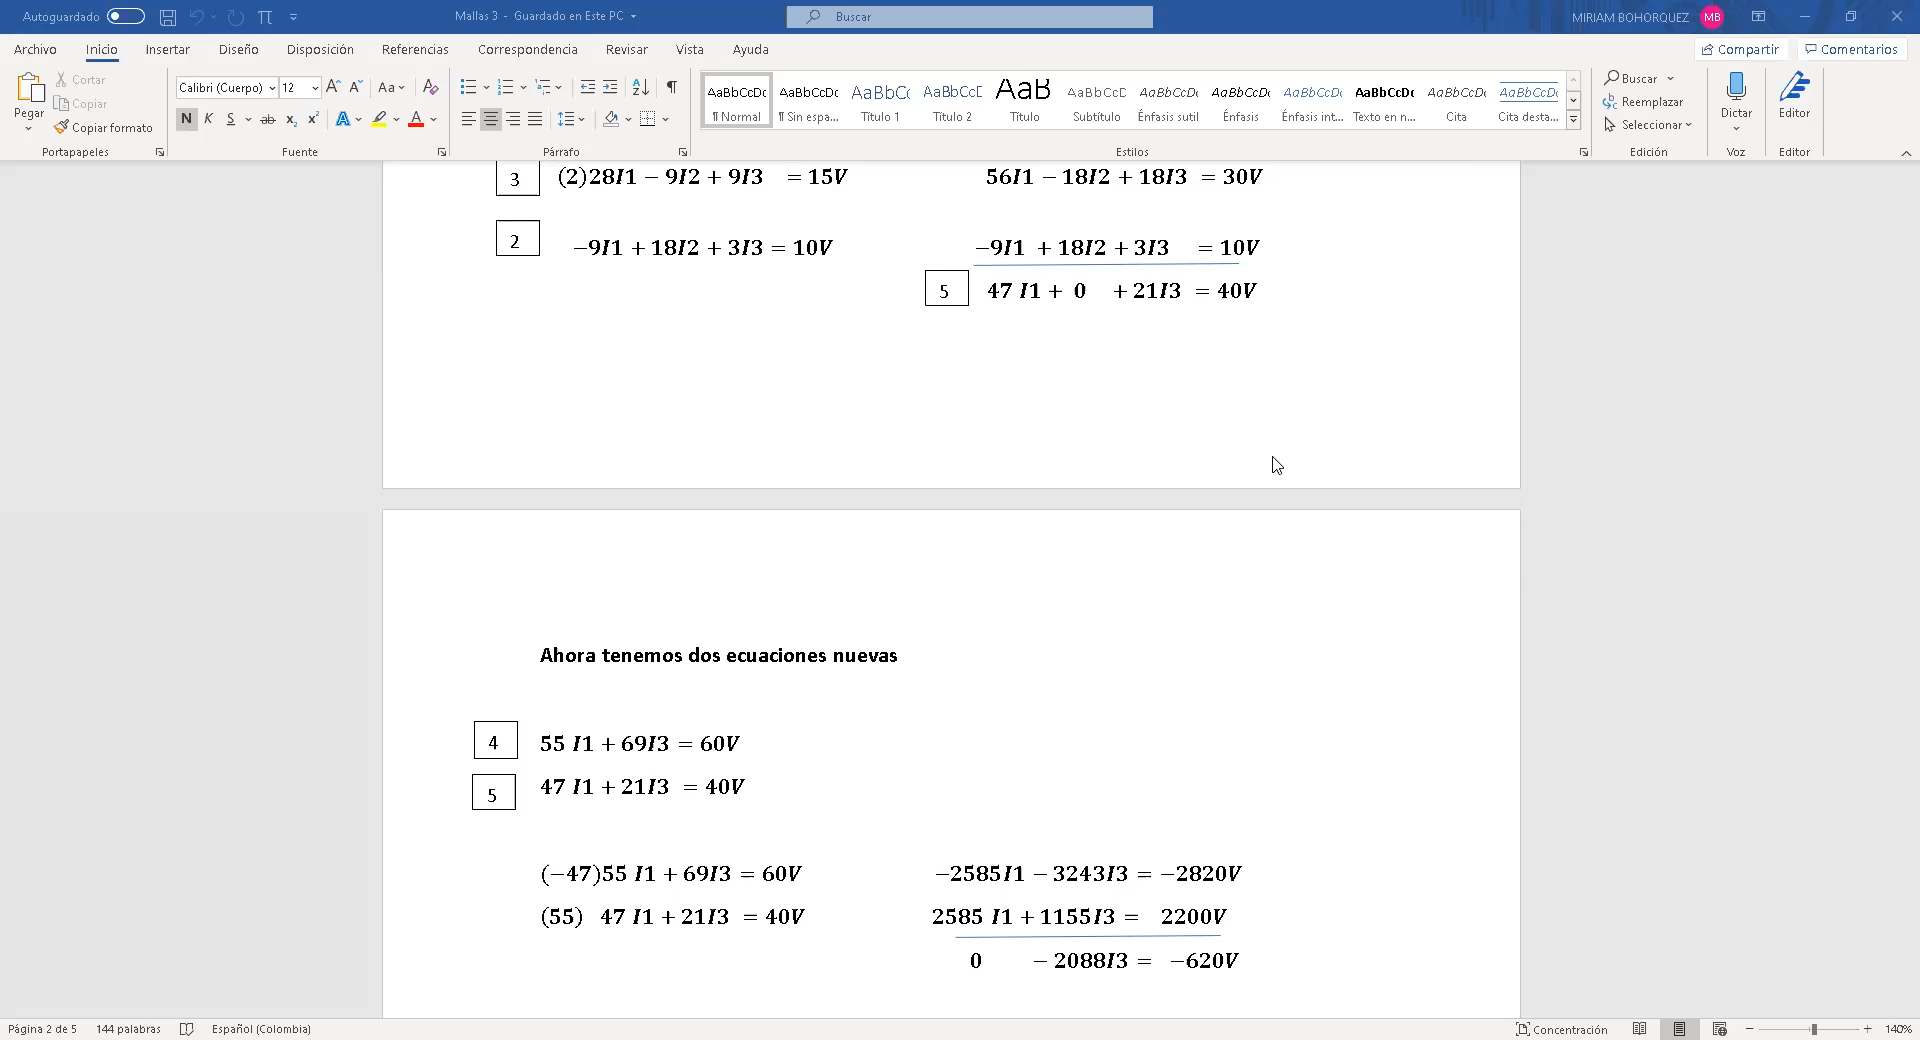 Autoguardado Mallas 3 - Guardado en Este PC Buscar MIRIAM BOHORQUEZ MB
Archivo Inicio Insertar Diseño Disposición Referencias Correspondencia Revisar Vista Ayuda Compartir Comentarios
Pegar
Cortar
Copiar
Copiar formato
Portapapeles
Calibri (Cuerpo) 12
N K S ab x₂ x² A A
Fuente
Párrafo
AaBbCcDc AaBbCcDc AaBbCc AaBbCcD AaB AaBbCcD AaBbCcDc AaBbCcDc AaBbCcDc AaBbCcDc AaBbCcDc AaBbCcDc
¶ Normal ¶ Sin espa... Título 1 Título 2 Título Subtítulo Énfasis sutil Énfasis Énfasis int... Texto en n... Cita Cita desta...
Estilos
Buscar
Reemplazar
Seleccionar
Edición
Dictar
Voz
Editor
Editor
3 (2)28I1 − 9I2 + 9I3 = 15V 56I1 − 18I2 + 18I3 = 30V
2 −9I1 + 18I2 + 3I3 = 10V −9I1 + 18I2 + 3I3 = 10V
5 47 I1 + 0 + 21I3 = 40V
Ahora tenemos dos ecuaciones nuevas
4 55 I1 + 69I3 = 60V
5 47 I1 + 21I3 = 40V
(−47)55 I1 + 69I3 = 60V −2585I1 − 3243I3 = −2820V
(55) 47 I1 + 21I3 = 40V 2585 I1 + 1155I3 = 2200V
0 − 2088I3 = −620V
Página 2 de 5 144 palabras Español (Colombia) Concentración 140%